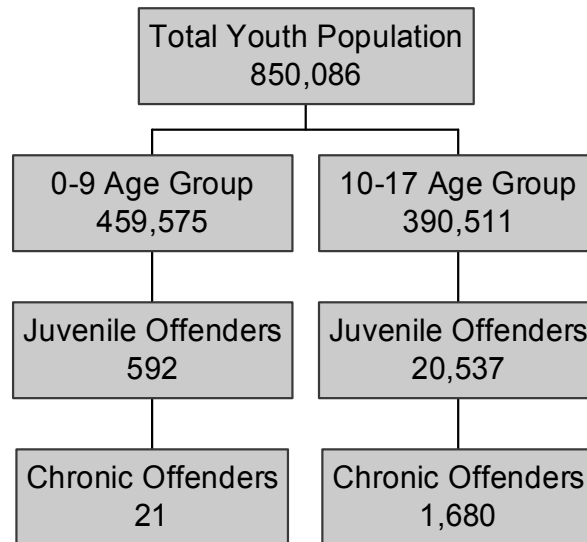 Total Youth Population
850,086
0-9 Age Group
459,575
10-17 Age Group
390,511
Juvenile Offenders
592
Juvenile Offenders
20,537
Chronic Offenders
21
Chronic Offenders
1,680